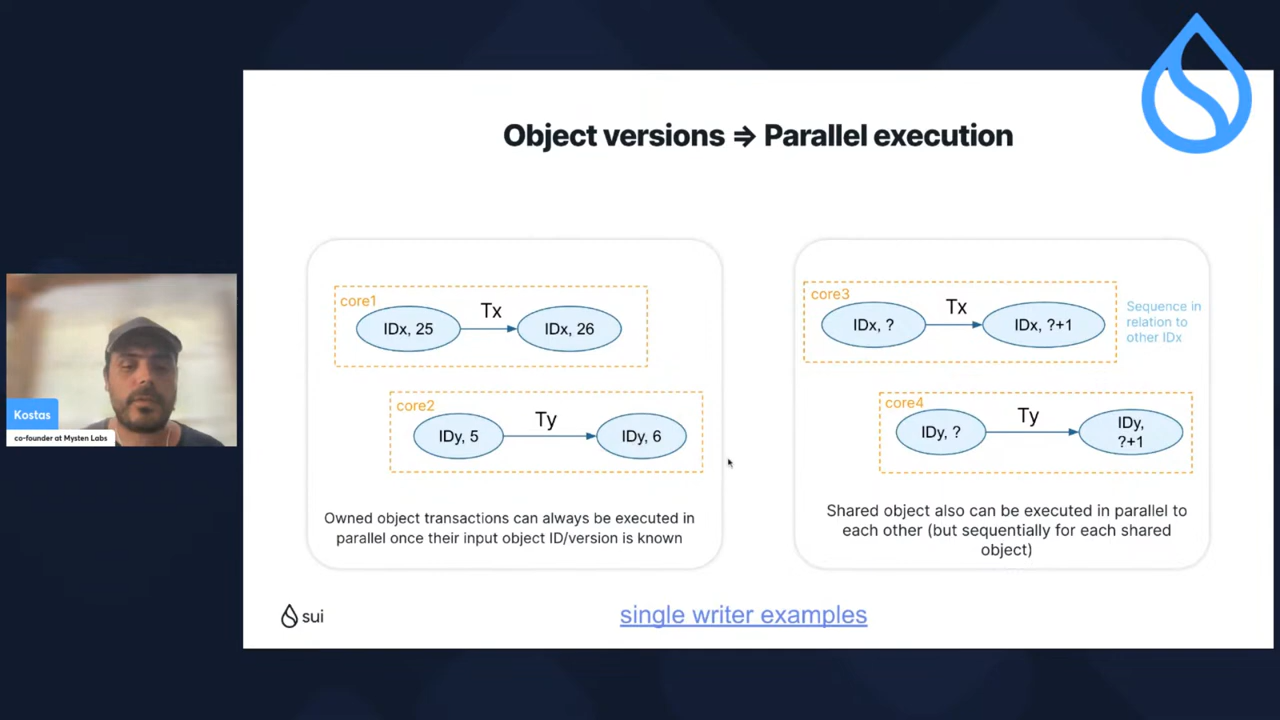 Object versions ⇒ Parallel execution
core1
Tx
IDx, 25
IDx, 26
core2
Ty
IDy, 5
IDy, 6
Owned object transactions can always be executed in
parallel once their input object ID/version is known
core3
Tx
IDx, ?
IDx, ?+1
Sequence in
relation to
other IDx
core4
Ty
IDy, ?
IDy,
?+1
Shared object also can be executed in parallel to
each other (but sequentially for each shared
object)
Kostas
co-founder at Mysten Labs
sui
single writer examples